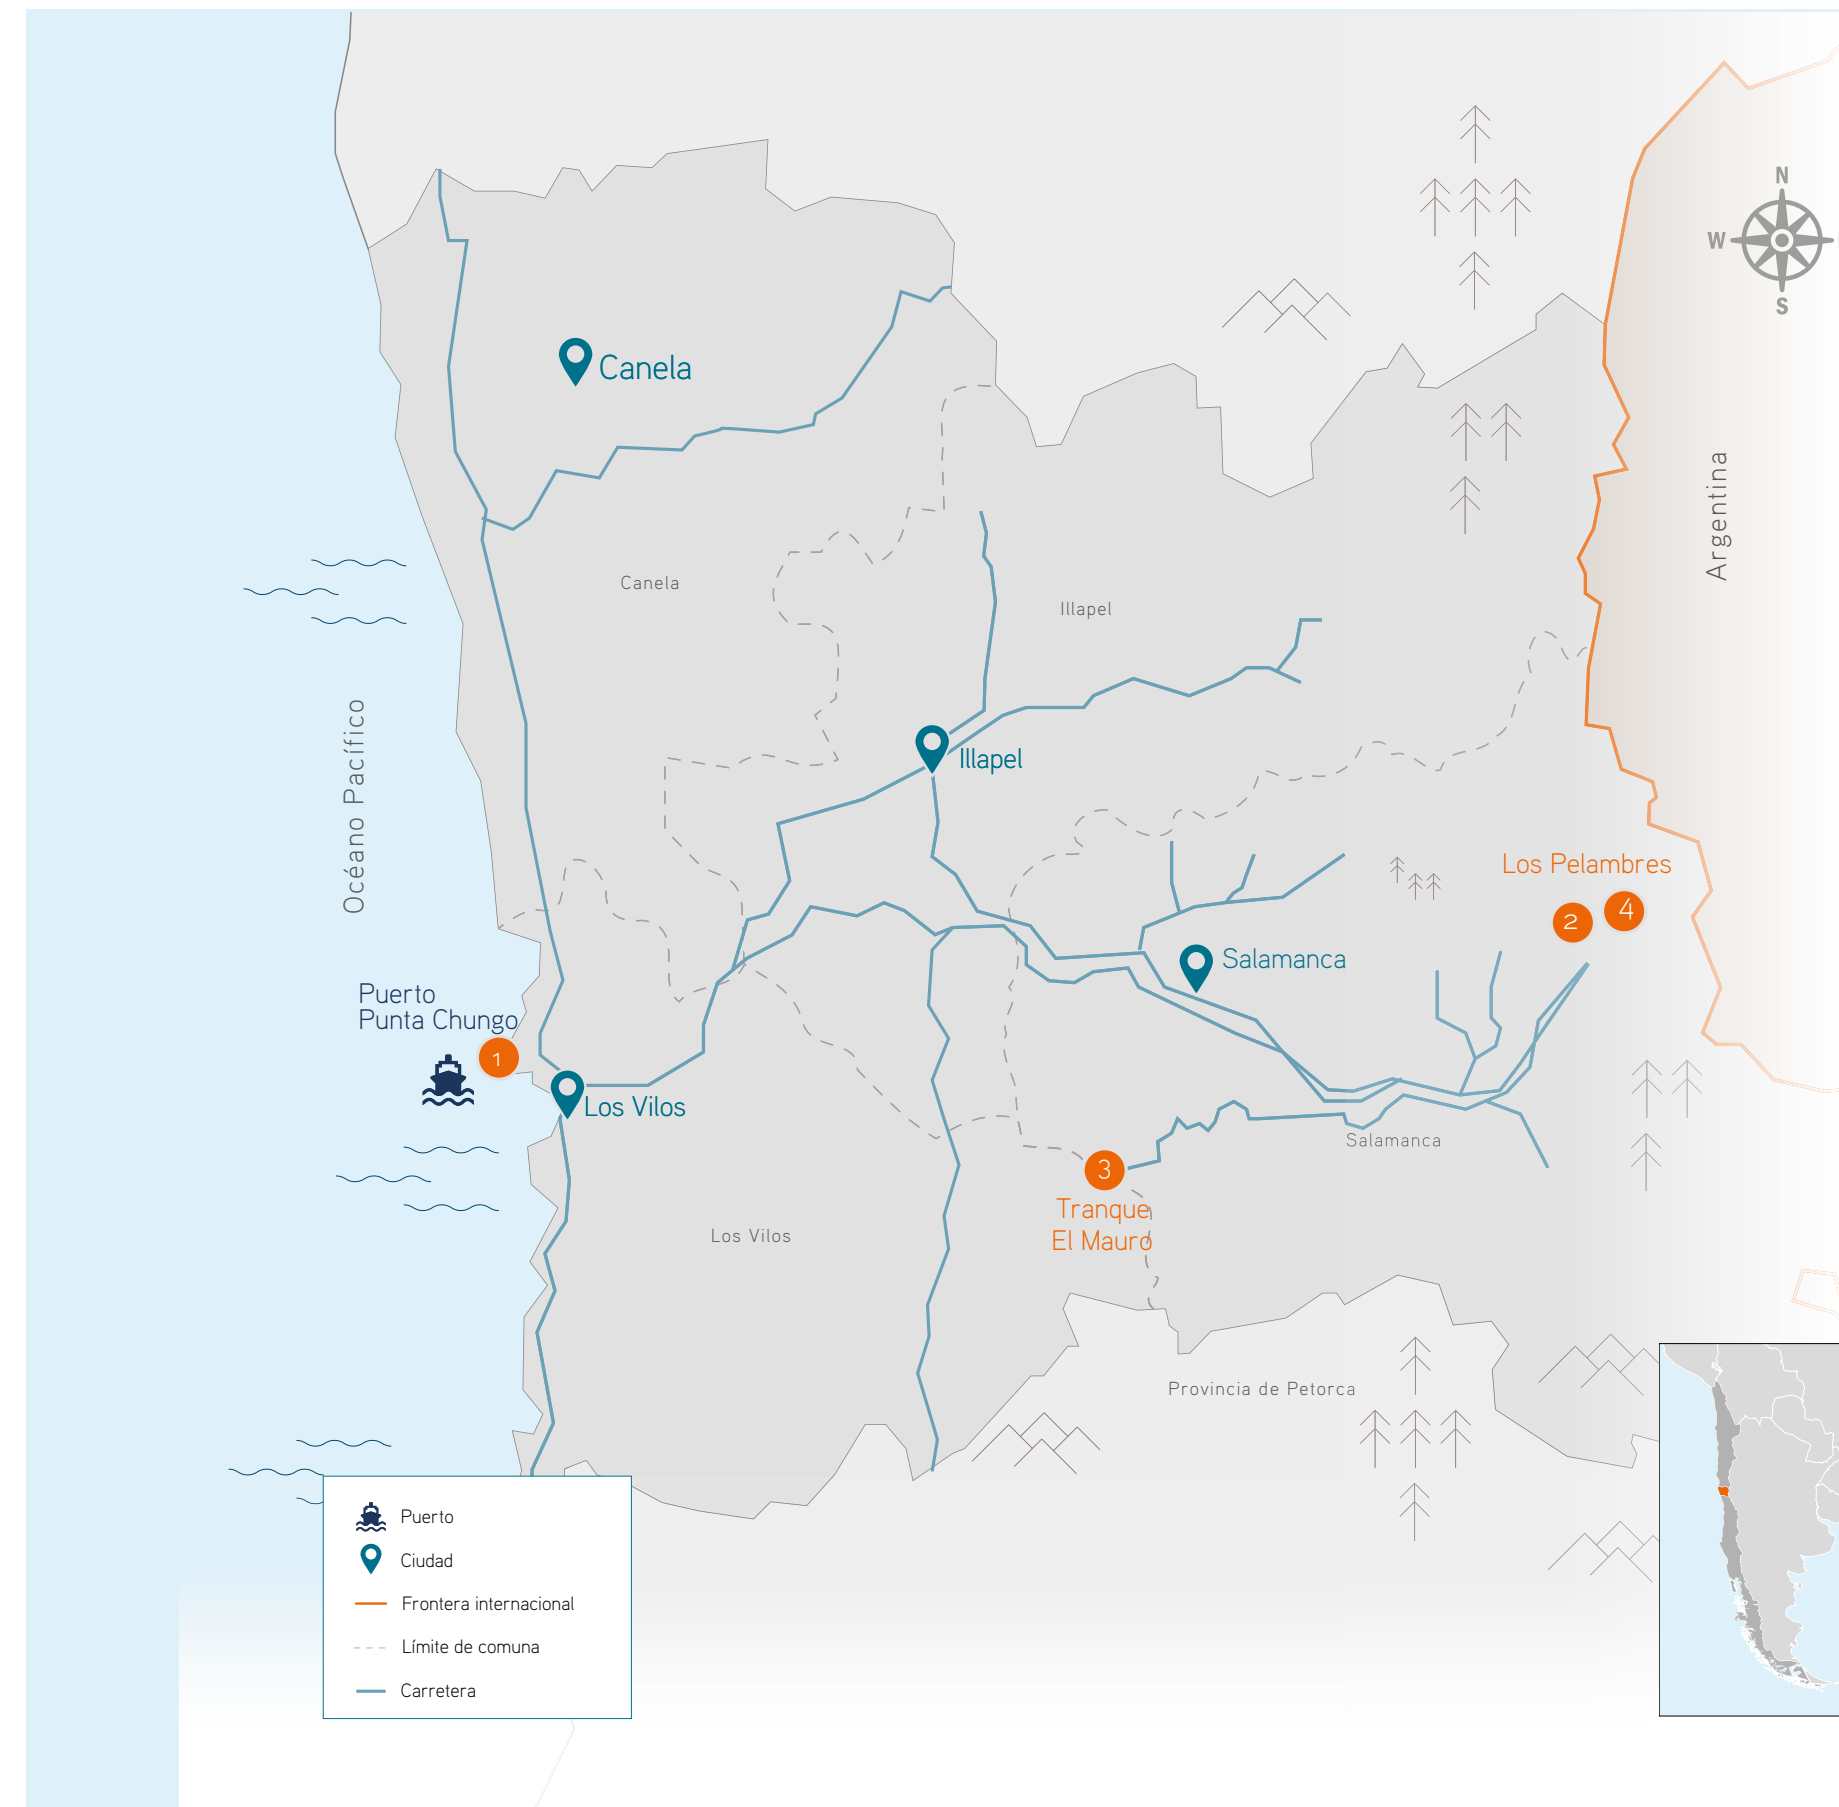 N
W
S
Canela
Argentina
Canela
Illapel
Océano Pacífico
Illapel
Los Pelambres
2
4
Salamanca
Puerto
Punta Chungo
1
Los Vilos
Salamanca
3
Tranque
El Mauro
Los Vilos
Provincia de Petorca
Puerto
Ciudad
Frontera internacional
Límite de comuna
Carretera